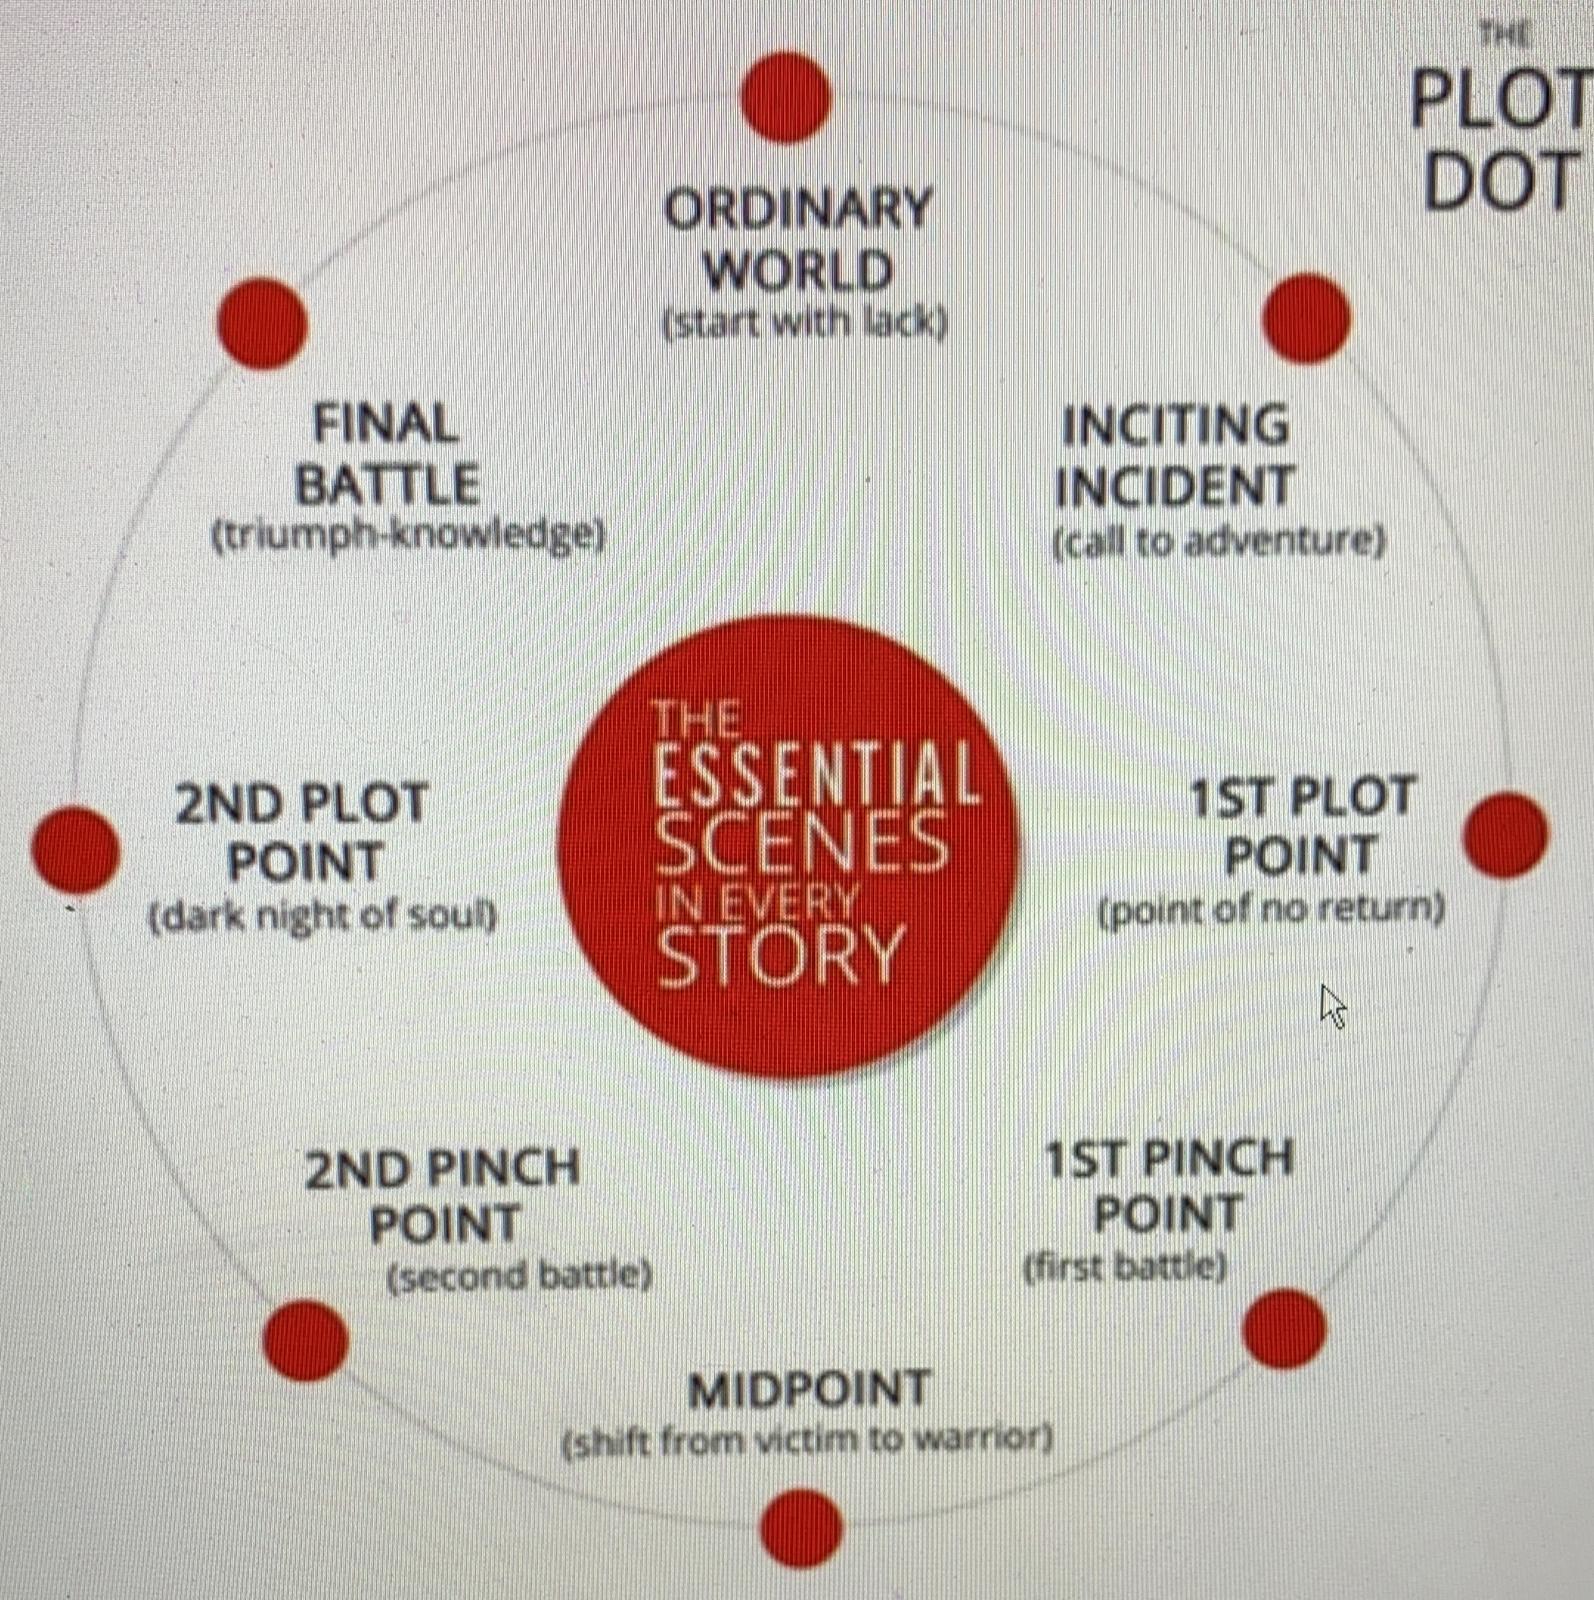 THE
PLOT
DOT
ORDINARY
WORLD
(start with lack)
INCITING
INCIDENT
(call to adventure)
1ST PLOT
POINT
(point of no return)
1ST PINCH
POINT
(first battle)
MIDPOINT
(shift from victim to warrior)
2ND PINCH
POINT
(second battle)
2ND PLOT
POINT
(dark night of soul)
FINAL
BATTLE
(triumph-knowledge)
THE
ESSENTIAL
SCENES
IN EVERY
STORY